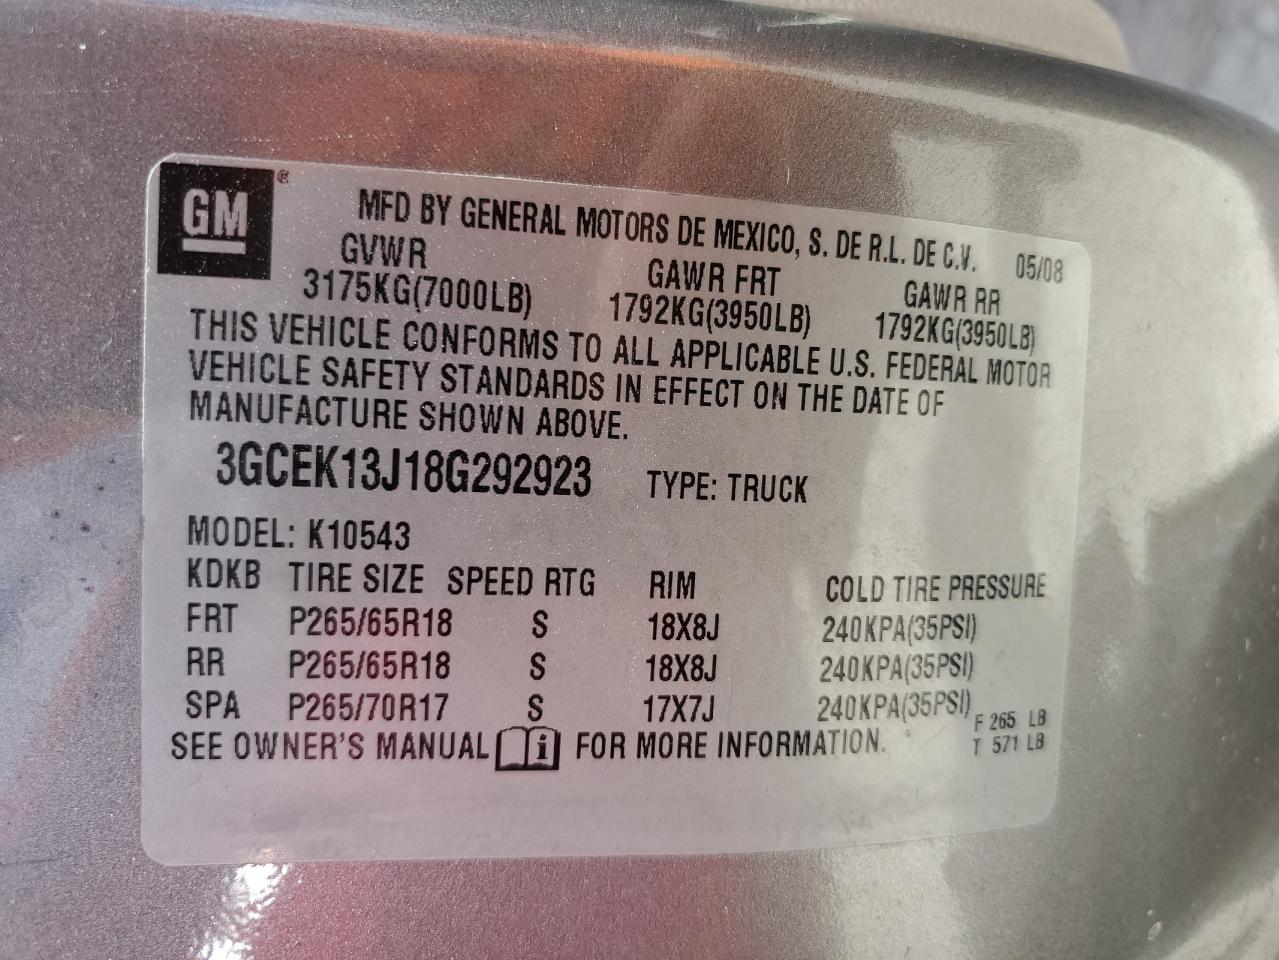 GM ®
MFD BY GENERAL MOTORS DE MEXICO, S. DE R.L. DE C.V. 05/08
GVWR GAWR FRT GAWR RR
3175KG(7000LB) 1792KG(3950LB) 1792KG(3950LB)
THIS VEHICLE CONFORMS TO ALL APPLICABLE U.S. FEDERAL MOTOR
VEHICLE SAFETY STANDARDS IN EFFECT ON THE DATE OF
MANUFACTURE SHOWN ABOVE.
3GCEK13J18G292923 TYPE: TRUCK
MODEL: K10543
KDKB TIRE SIZE SPEED RTG RIM COLD TIRE PRESSURE
FRT P265/65R18 S 18X8J 240KPA(35PSI)
RR P265/65R18 S 18X8J 240KPA(35PSI)
SPA P265/70R17 S 17X7J 240KPA(35PSI)
F 265 LB
SEE OWNER'S MANUAL FOR MORE INFORMATION. T 571 LB